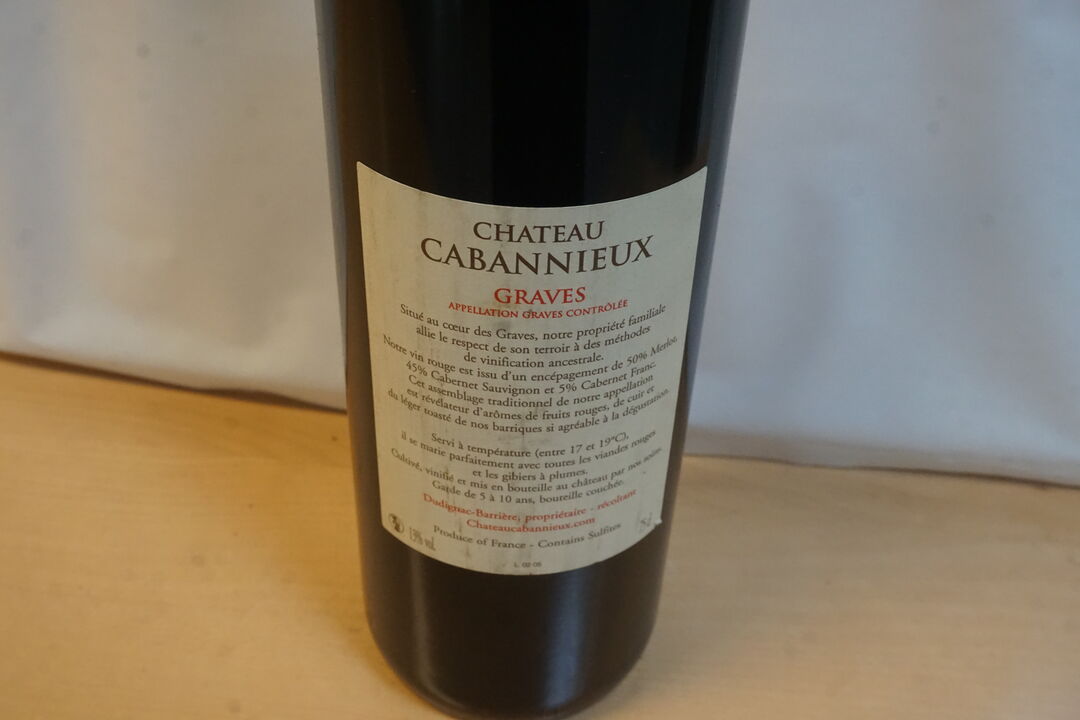 CHATEAU
CABANNIEUX
GRAVES
APPELLATION GRAVES CONTRÔLÉE
Situé au cœur des Graves, notre propriété familiale
allie le respect de son terroir à des méthodes
de vinification ancestrale.
Notre vin rouge est issu d'un encépagement de 50% Merlot,
45% Cabernet Sauvignon et 5% Cabernet Franc.
Cet assemblage traditionnel de notre appellation
est révélateur d'arômes de fruits rouges, de cuir et
du léger toasté de nos barriques si agréable à la dégustation.
Servi à température (entre 17 et 19°C),
il se marie parfaitement avec toutes les viandes rouges
et les gibiers à plumes.
Cultivé, vinifié et mis en bouteille au château par nos soins.
Garde de 5 à 10 ans, bouteille couchée.
Dudignac-Barrière, propriétaire - récoltant
Chateaucabannieux.com
13% vol. Produce of France - Contains Sulfites 5 l
L 02 05